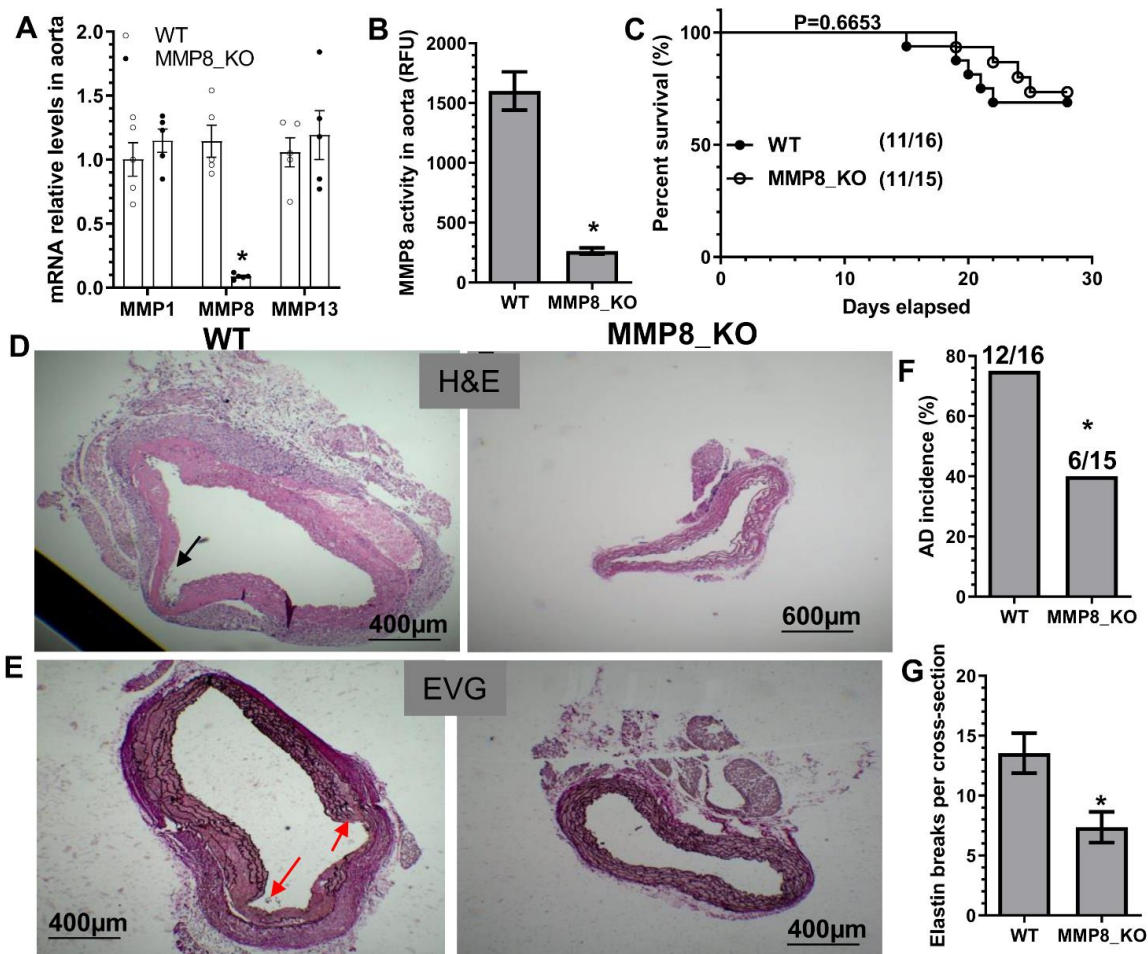 A
mRNA relative levels in aorta
2.0
1.5
1.0
0.5
0.0
WT
MMP8_KO
*
MMP1 MMP8 MMP13
B
MMP8 activity in aorta (RFU)
2000
1500
1000
500
0
*
WT MMP8_KO
C
Percent survival (%)
100
50
0
P=0.6653
WT (11/16)
MMP8_KO (11/15)
0 10 20 30
Days elapsed
WT MMP8_KO
D
H&E
400μm
600μm
E
EVG
400μm
400μm
F
AD incidence (%)
80
60
40
20
0
12/16
*
6/15
WT MMP8_KO
G
Elastin breaks per cross-section
20
15
10
5
0
*
WT MMP8_KO